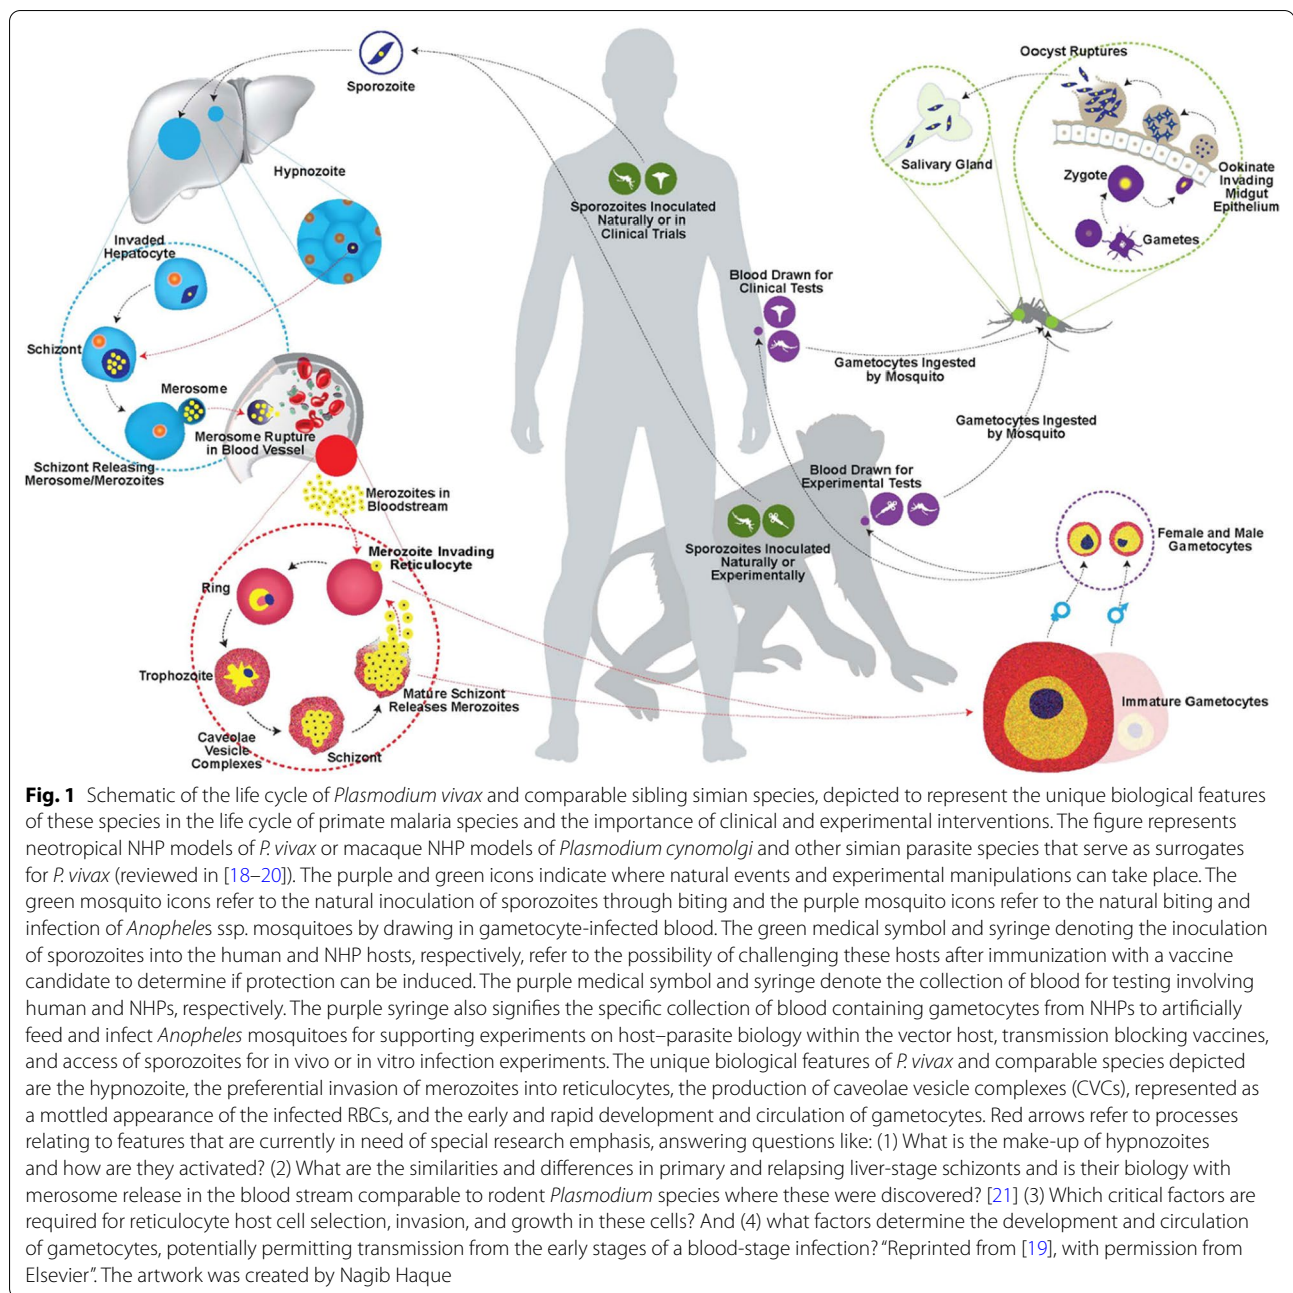 Sporozoite
Hypnozoite
Invaded
Hepatocyte
Schizont
Merosome
Merosome Rupture
in Blood Vessel
Schizont Releasing
Merosome/Merozoites
Merozoites in
Bloodstream
Merozoite Invading
Reticulocyte
Ring
Trophozoite
Mature Schizont
Releases Merozoites
Caveolae
Vesicle
Complexes
Schizont
Sporozoites Inoculated
Naturally or in
Clinical Trials
Blood Drawn for
Clinical Tests
Gametocytes Ingested
by Mosquito
Gametocytes Ingested
by Mosquito
Blood Drawn for
Experimental Tests
Sporozoites Inoculated
Naturally or
Experimentally
Oocyst Ruptures
Salivary Gland
Zygote
Ookinate
Invading
Midgut
Epithelium
Gametes
Female and Male
Gametocytes
Immature Gametocytes
Fig. 1 Schematic of the life cycle of Plasmodium vivax and comparable sibling simian species, depicted to represent the unique biological features
of these species in the life cycle of primate malaria species and the importance of clinical and experimental interventions. The figure represents
neotropical NHP models of P. vivax or macaque NHP models of Plasmodium cynomolgi and other simian parasite species that serve as surrogates
for P. vivax (reviewed in [18–20]). The purple and green icons indicate where natural events and experimental manipulations can take place. The
green mosquito icons refer to the natural inoculation of sporozoites through biting and the purple mosquito icons refer to the natural biting and
infection of Anopheles ssp. mosquitoes by drawing in gametocyte-infected blood. The green medical symbol and syringe denoting the inoculation
of sporozoites into the human and NHP hosts, respectively, refer to the possibility of challenging these hosts after immunization with a vaccine
candidate to determine if protection can be induced. The purple medical symbol and syringe denote the collection of blood for testing involving
human and NHPs, respectively. The purple syringe also signifies the specific collection of blood containing gametocytes from NHPs to artificially
feed and infect Anopheles mosquitoes for supporting experiments on host–parasite biology within the vector host, transmission blocking vaccines,
and access of sporozoites for in vivo or in vitro infection experiments. The unique biological features of P. vivax and comparable species depicted
are the hypnozoite, the preferential invasion of merozoites into reticulocytes, the production of caveolae vesicle complexes (CVCs), represented as
a mottled appearance of the infected RBCs, and the early and rapid development and circulation of gametocytes. Red arrows refer to processes
relating to features that are currently in need of special research emphasis, answering questions like: (1) What is the make-up of hypnozoites
and how are they activated? (2) What are the similarities and differences in primary and relapsing liver-stage schizonts and is their biology with
merosome release in the blood stream comparable to rodent Plasmodium species where these were discovered? [21] (3) Which critical factors are
required for reticulocyte host cell selection, invasion, and growth in these cells? And (4) what factors determine the development and circulation
of gametocytes, potentially permitting transmission from the early stages of a blood-stage infection? “Reprinted from [19], with permission from
Elsevier”. The artwork was created by Nagib Haque